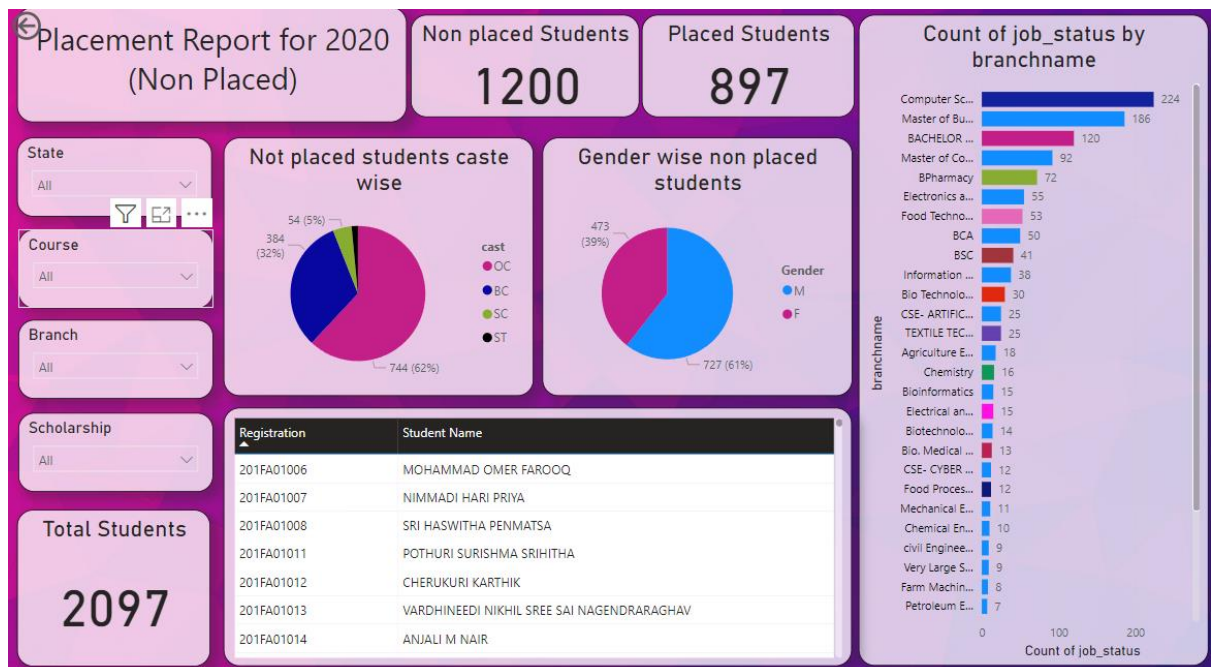 Placement Report for 2020
(Non Placed)
Non placed Students
1200
Placed Students
897
State
All
Course
All
Branch
All
Scholarship
All
Total Students
2097
Not placed students caste
wise
54 (5%)
384
(32%)
744 (62%)
cast
OC
BC
SC
ST
Gender wise non placed
students
473
(39%)
727 (61%)
Gender
M
F
Registration Student Name
201FA01006 MOHAMMAD OMER FAROOQ
201FA01007 NIMMADI HARI PRIYA
201FA01008 SRI HASWITHA PENMATSA
201FA01011 POTHURI SURISHMA SRIHITHA
201FA01012 CHERUKURI KARTHIK
201FA01013 VARDHINEEDI NIKHIL SREE SAI NAGENDRARAGHAV
201FA01014 ANJALI M NAIR
Count of job_status by
branchname
branchname
Computer Sc... 224
Master of Bu... 186
BACHELOR ... 120
Master of Co... 92
BPharmacy 72
Electronics a... 55
Food Techno... 53
BCA 50
BSC 41
Information ... 38
Bio Technolo... 30
CSE- ARTIFIC... 25
TEXTILE TEC... 25
Agriculture E... 18
Chemistry 16
Bioinformatics 15
Electrical an... 15
Biotechnolo... 14
Bio. Medical ... 13
CSE- CYBER ... 12
Food Proces... 12
Mechanical E... 11
Chemical En... 10
civil Enginee... 9
Very Large S... 9
Farm Machin... 8
Petroleum E... 7
0 100 200
Count of job_status